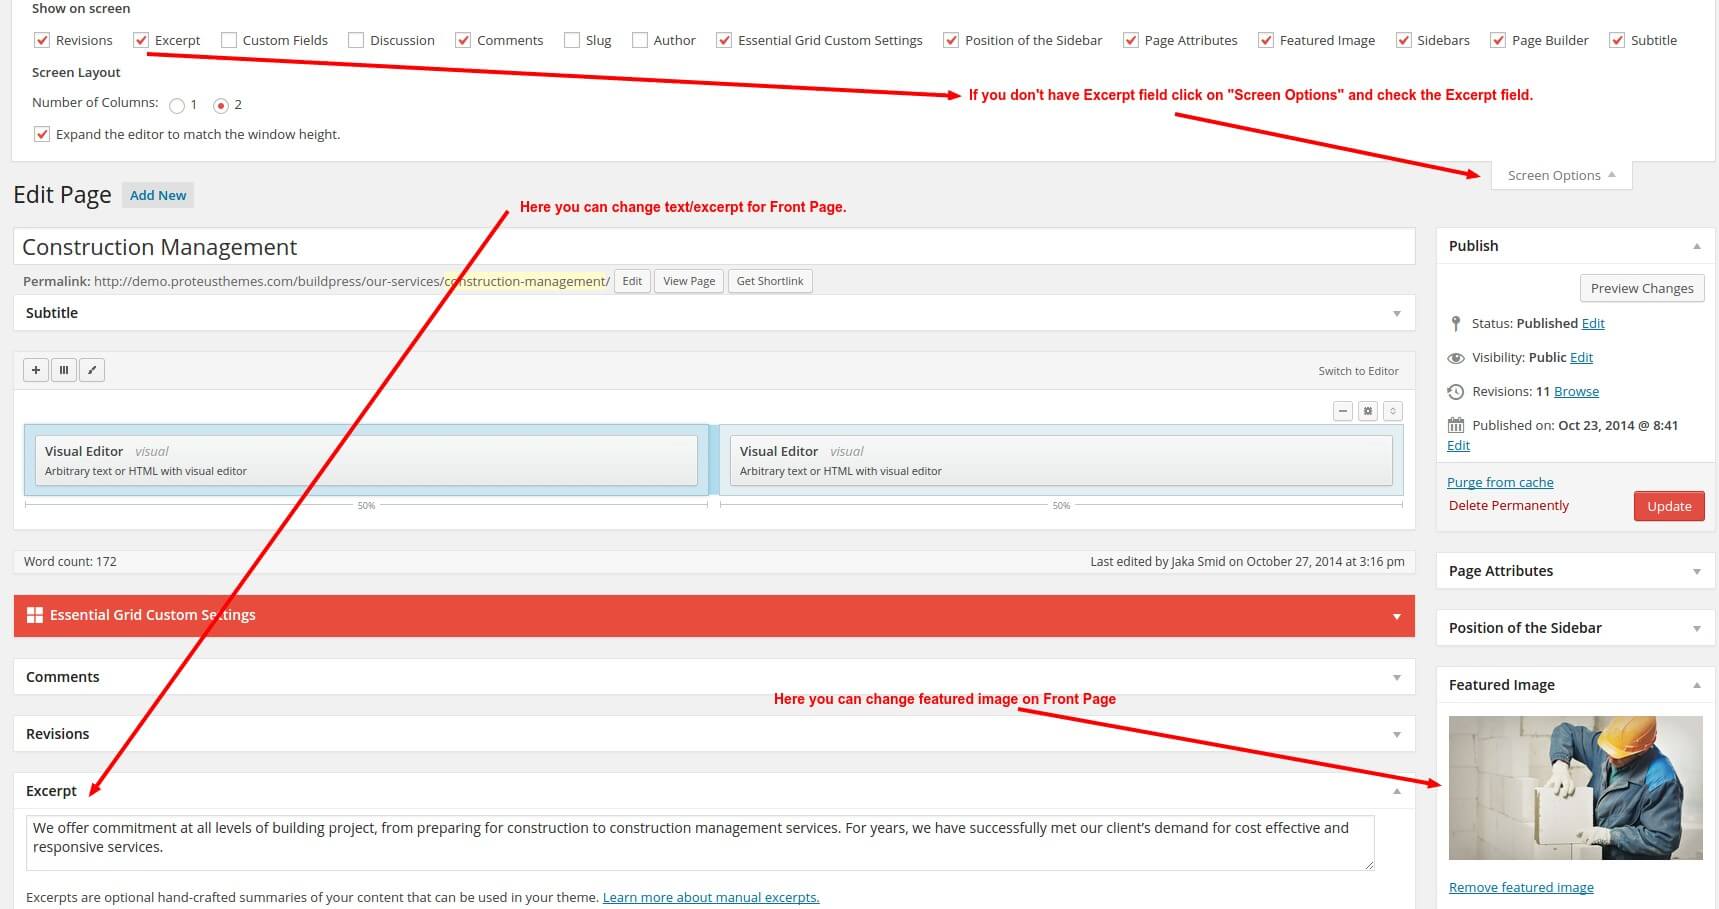 Show on screen
Revisions Excerpt Custom Fields Discussion Comments Slug Author Essential Grid Custom Settings Position of the Sidebar Page Attributes Featured Image Sidebars Page Builder Subtitle
Screen Layout
Number of Columns: 1 2
If you don't have Excerpt field click on "Screen Options" and check the Excerpt field.
Expand the editor to match the window height.
Screen Options
Edit Page Add New
Here you can change text/excerpt for Front Page.
Construction Management
Permalink: http://demo.proteusthemes.com/buildpress/our-services/construction-management/ Edit View Page Get Shortlink
Subtitle
Switch to Editor
Visual Editor visual
Arbitrary text or HTML with visual editor
Visual Editor visual
Arbitrary text or HTML with visual editor
50% 50%
Word count: 172 Last edited by Jaka Smid on October 27, 2014 at 3:16 pm
Essential Grid Custom Settings
Comments
Here you can change featured image on Front Page
Revisions
Excerpt
We offer commitment at all levels of building project, from preparing for construction to construction management services. For years, we have successfully met our client's demand for cost effective and
responsive services.
Excerpts are optional hand-crafted summaries of your content that can be used in your theme. Learn more about manual excerpts.
Publish
Preview Changes
Status: Published Edit
Visibility: Public Edit
Revisions: 11 Browse
Published on: Oct 23, 2014 @ 8:41
Edit
Purge from cache
Delete Permanently Update
Page Attributes
Position of the Sidebar
Featured Image
Remove featured image